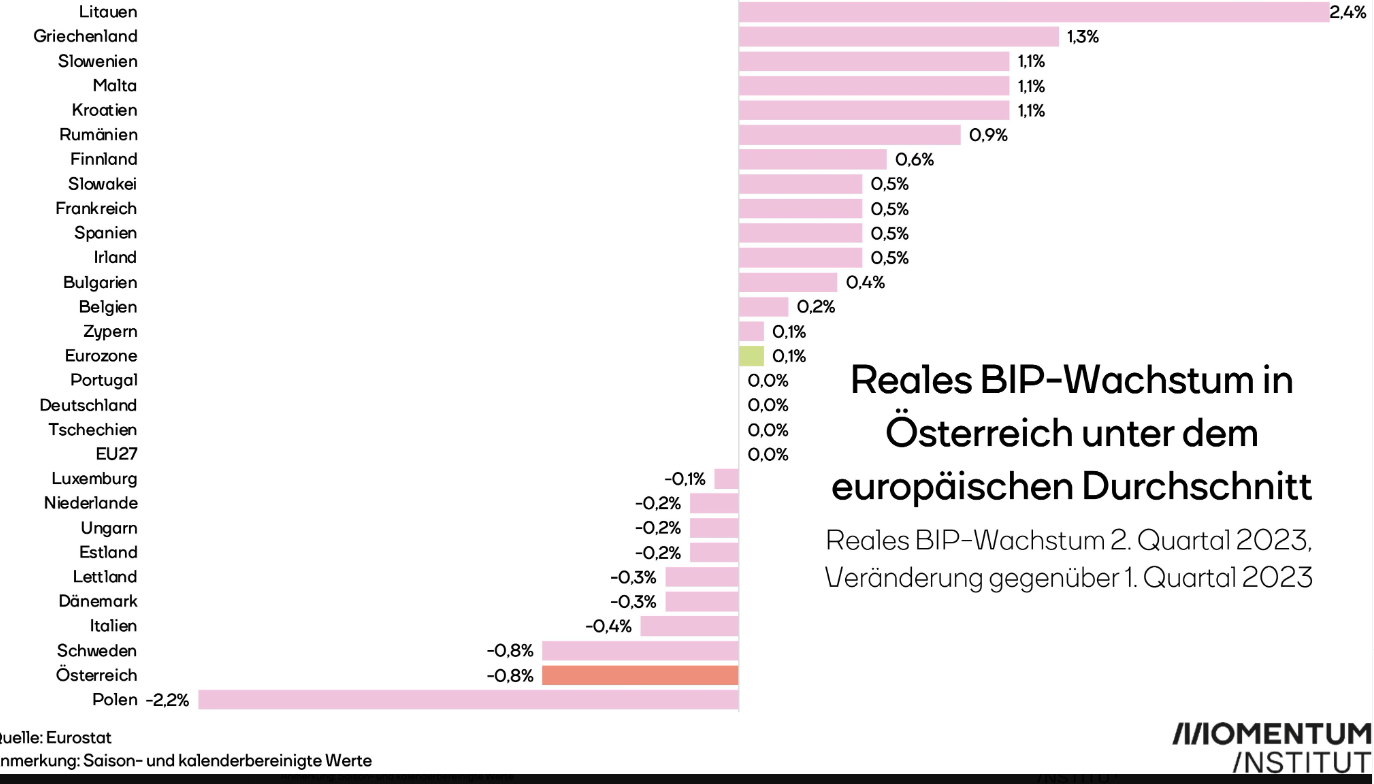 Litauen 2,4%
Griechenland 1,3%
Slowenien 1,1%
Malta 1,1%
Kroatien 1,1%
Rumänien 0,9%
Finnland 0,6%
Slowakei 0,5%
Frankreich 0,5%
Spanien 0,5%
Irland 0,5%
Bulgarien 0,4%
Belgien 0,2%
Zypern 0,1%
Eurozone 0,1%
Portugal 0,0%
Deutschland 0,0%
Tschechien 0,0%
EU27 0,0%
Luxemburg -0,1%
Niederlande -0,2%
Ungarn -0,2%
Estland -0,2%
Lettland -0,3%
Dänemark -0,3%
Italien -0,4%
Schweden -0,8%
Österreich -0,8%
Polen -2,2%
Reales BIP-Wachstum in
Österreich unter dem
europäischen Durchschnitt
Reales BIP-Wachstum 2. Quartal 2023,
Veränderung gegenüber 1. Quartal 2023
Quelle: Eurostat
nmerkung: Saison- und kalenderbereinigte Werte
MOMENTUM
INSTITUT